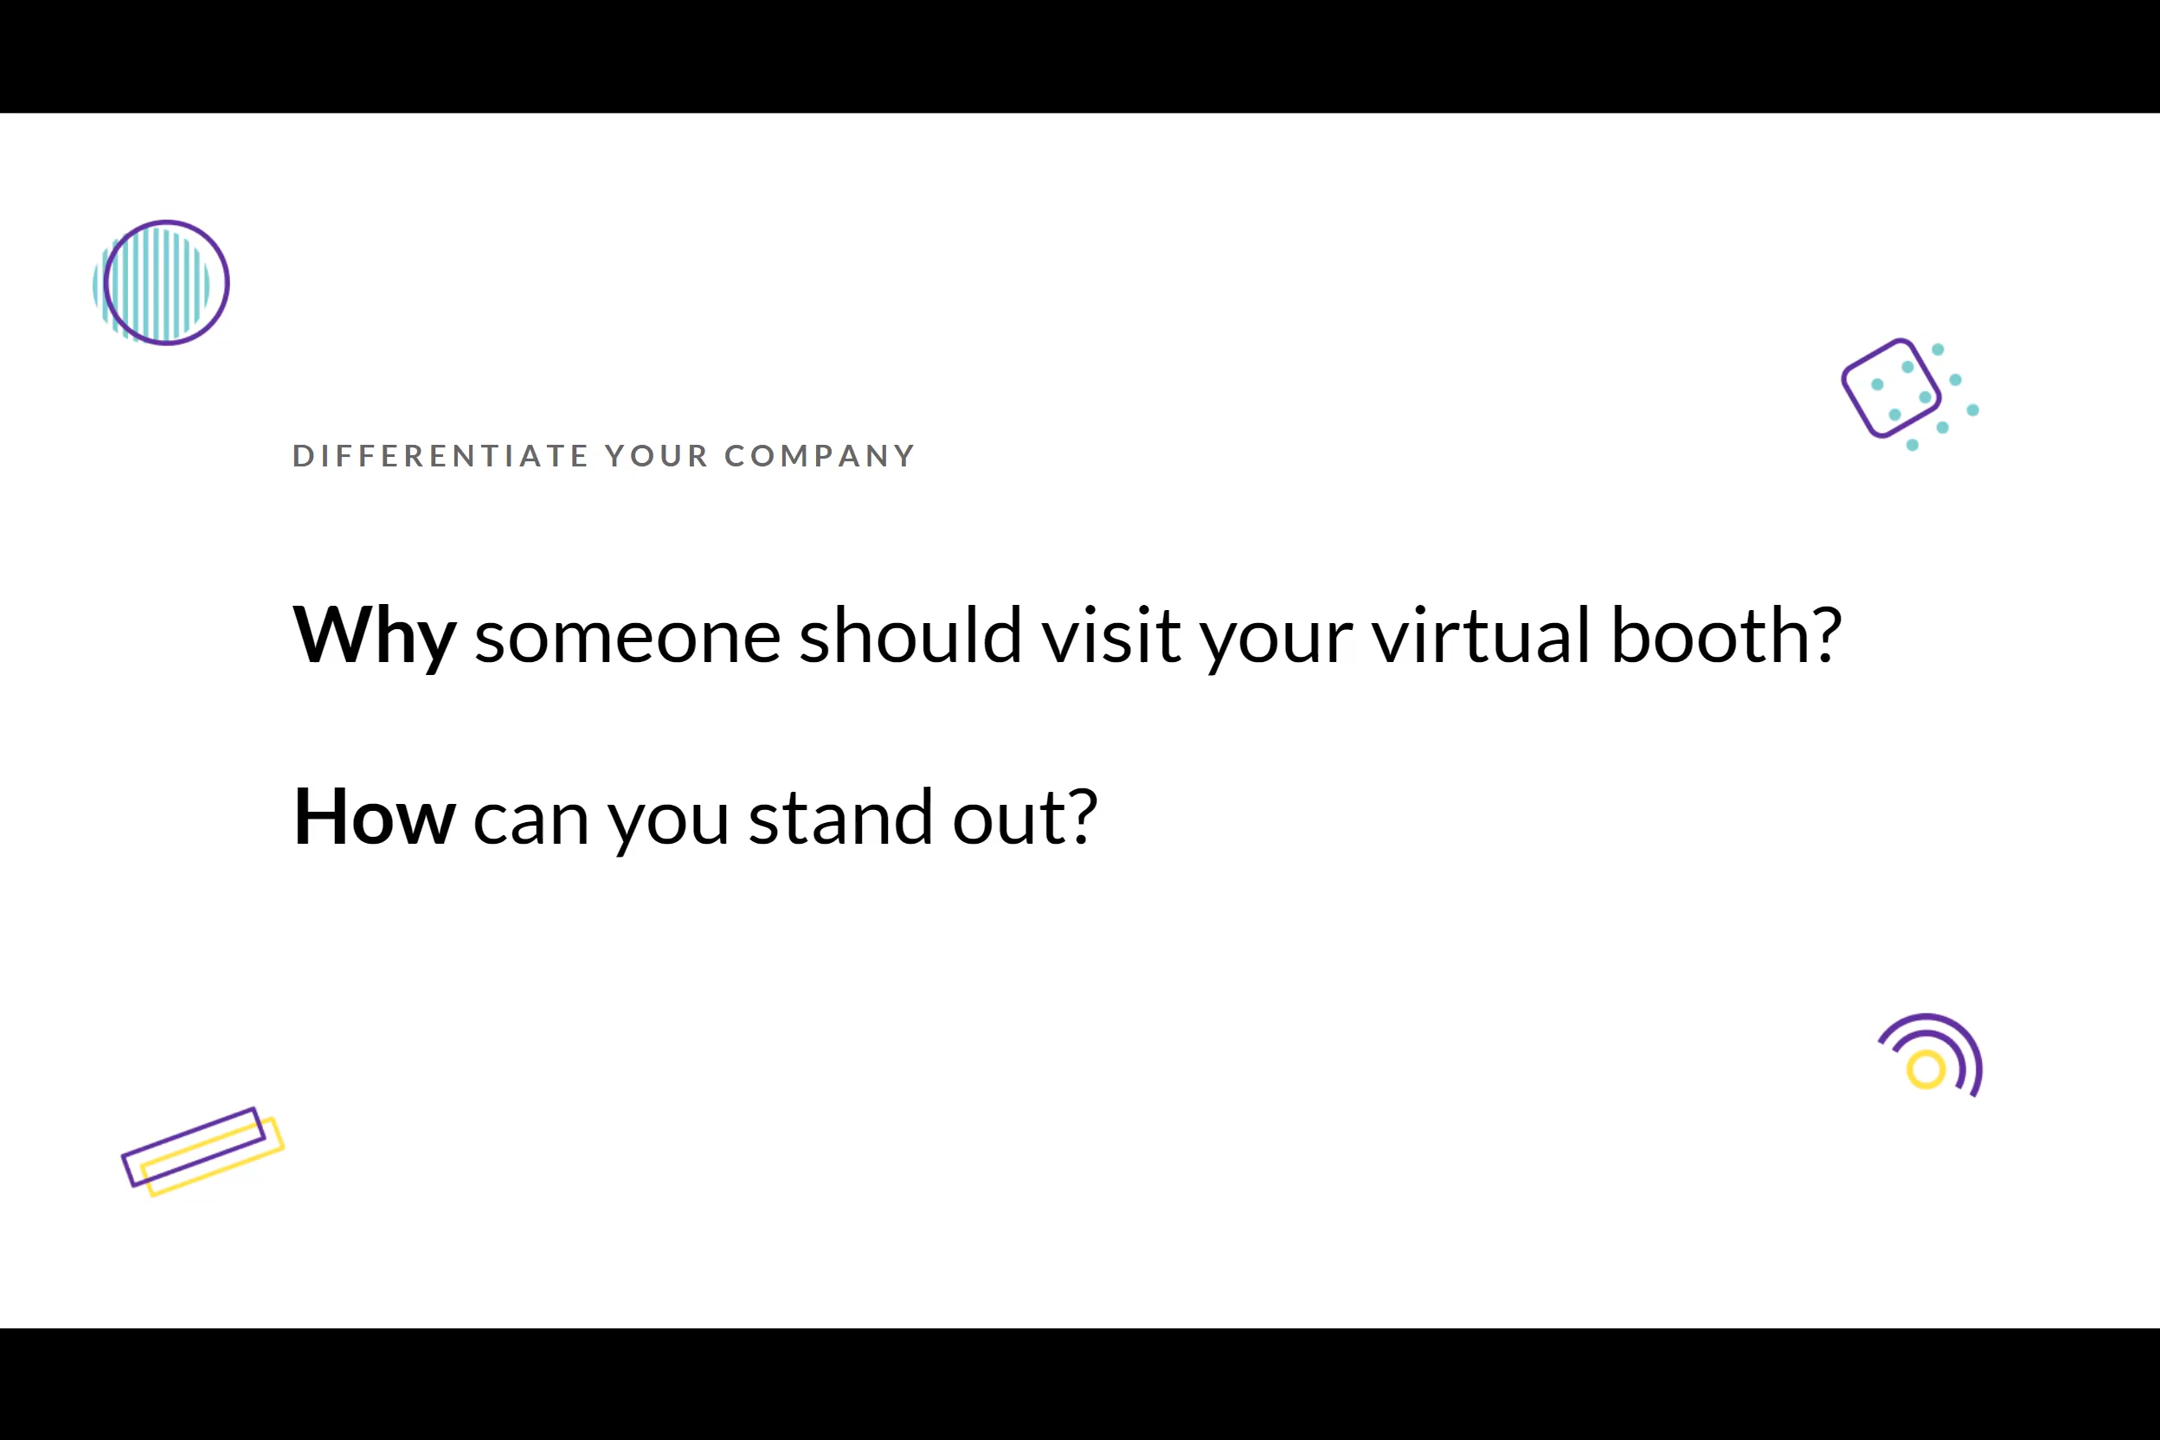 DIFFERENTIATE YOUR COMPANY
Why someone should visit your virtual booth?
How can you stand out?